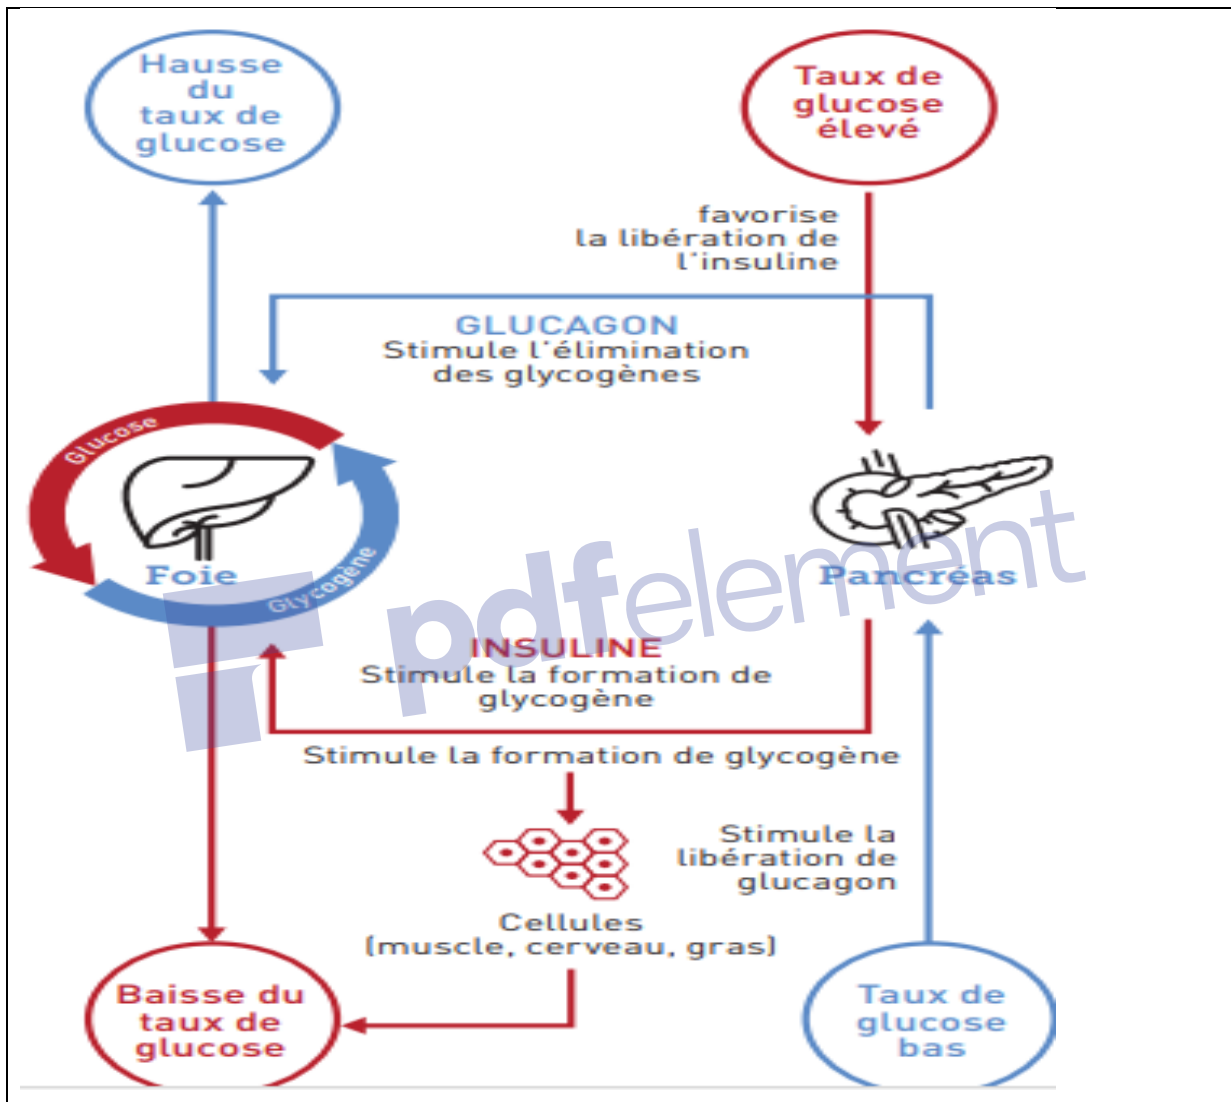 Hausse
du
taux de
glucose
Taux de
glucose
élevé
favorise
la libération de
l'insuline
GLUCAGON
Stimule l'élimination
des glycogènes
Glucose
Glycogène
Foie
Pancréas
pdfelement
INSULINE
Stimule la formation de
glycogène
Stimule la formation de glycogène
Stimule la
libération de
glucagon
Cellules
(muscle, cerveau, gras)
Baisse du
taux de
glucose
Taux de
glucose
bas